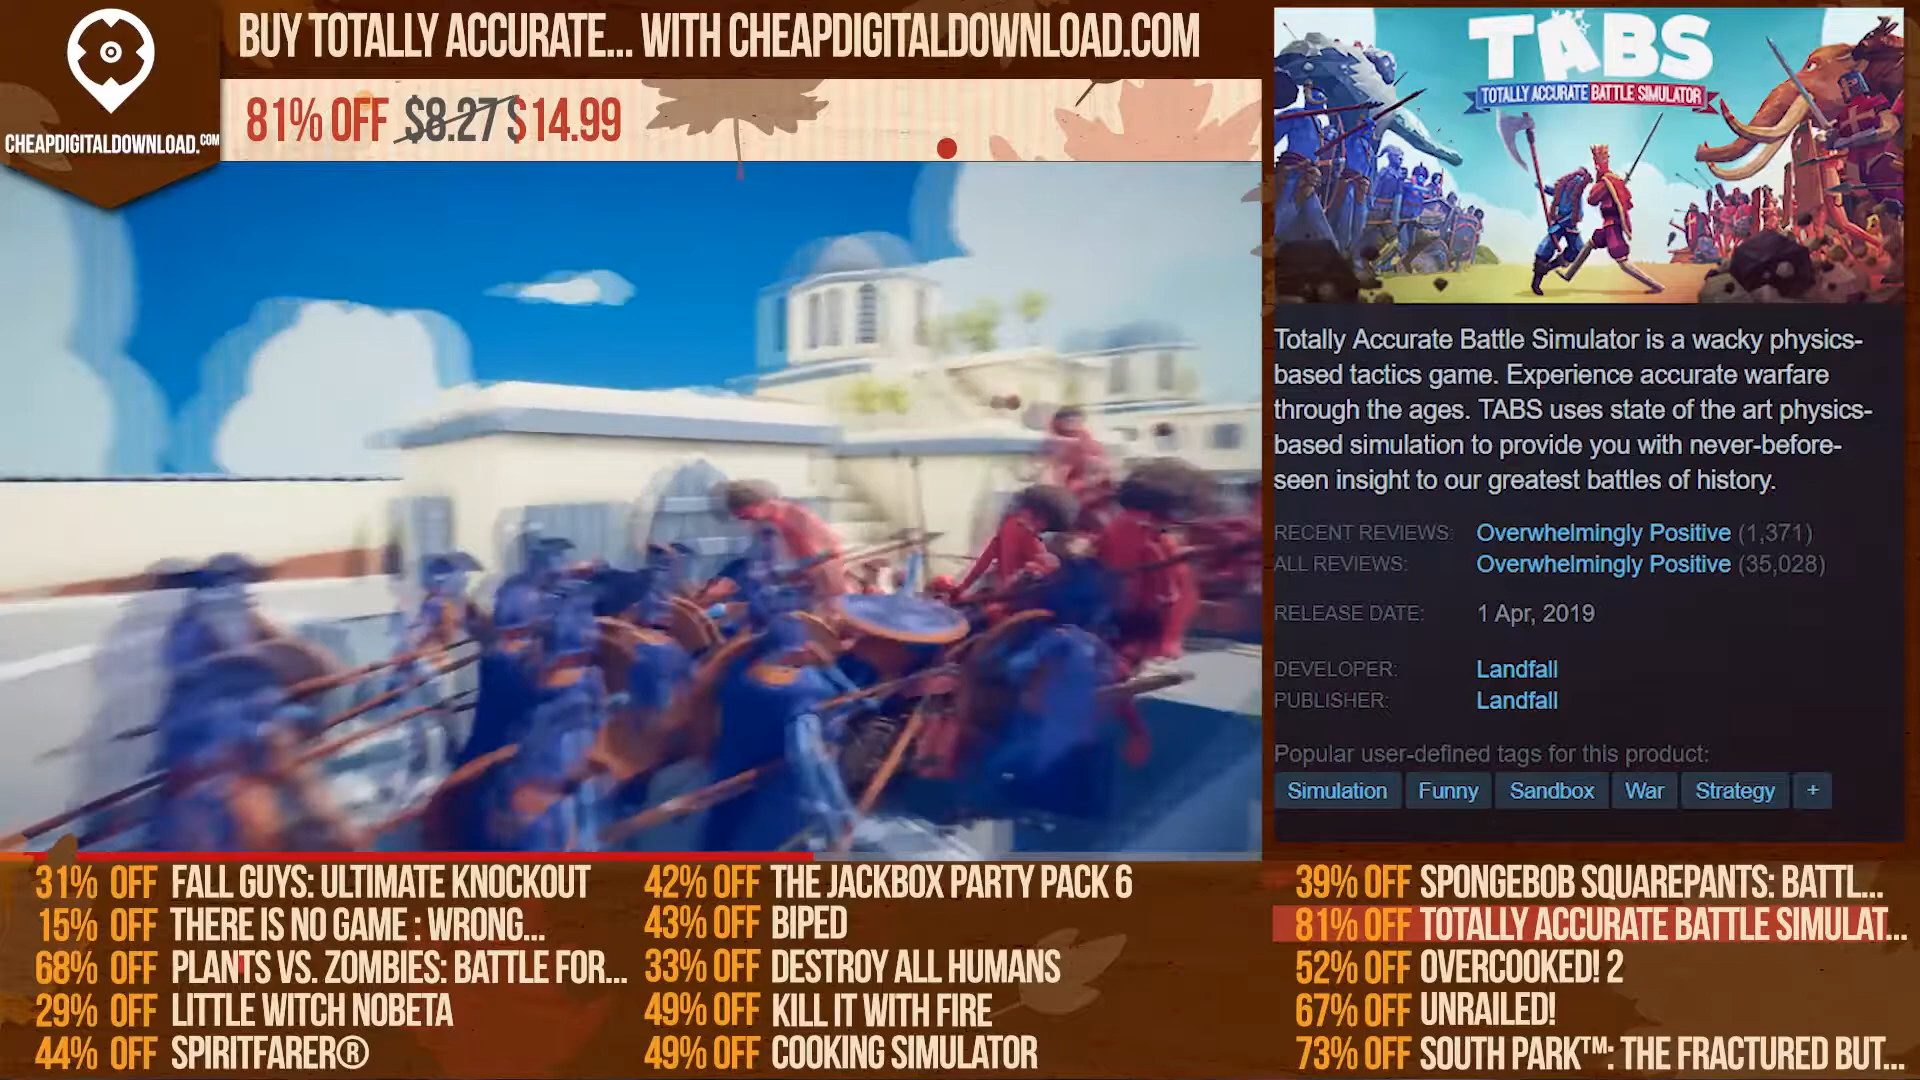 BUY TOTALLY ACCURATE... WITH CHEAPDIGITALDOWNLOAD.COM
81% OFF $8.27 $14.99
CHEAPDIGITALDOWNLOAD.COM
TABS
TOTALLY ACCURATE BATTLE SIMULATOR
Totally Accurate Battle Simulator is a wacky physics-
based tactics game. Experience accurate warfare
through the ages. TABS uses state of the art physics-
based simulation to provide you with never-before-
seen insight to our greatest battles of history.
RECENT REVIEWS: Overwhelmingly Positive (1,371)
ALL REVIEWS: Overwhelmingly Positive (35,028)
RELEASE DATE: 1 Apr, 2019
DEVELOPER: Landfall
PUBLISHER: Landfall
Popular user-defined tags for this product:
Simulation Funny Sandbox War Strategy +
31% OFF FALL GUYS: ULTIMATE KNOCKOUT
15% OFF THERE IS NO GAME : WRONG...
68% OFF PLANTS VS. ZOMBIES: BATTLE FOR...
29% OFF LITTLE WITCH NOBETA
44% OFF SPIRITFARER®
42% OFF THE JACKBOX PARTY PACK 6
43% OFF BIPED
33% OFF DESTROY ALL HUMANS
49% OFF KILL IT WITH FIRE
49% OFF COOKING SIMULATOR
39% OFF SPONGEBOB SQUAREPANTS: BATTL...
81% OFF TOTALLY ACCURATE BATTLE SIMULAT...
52% OFF OVERCOOKED! 2
67% OFF UNRAILED!
73% OFF SOUTH PARK™: THE FRACTURED BUT...